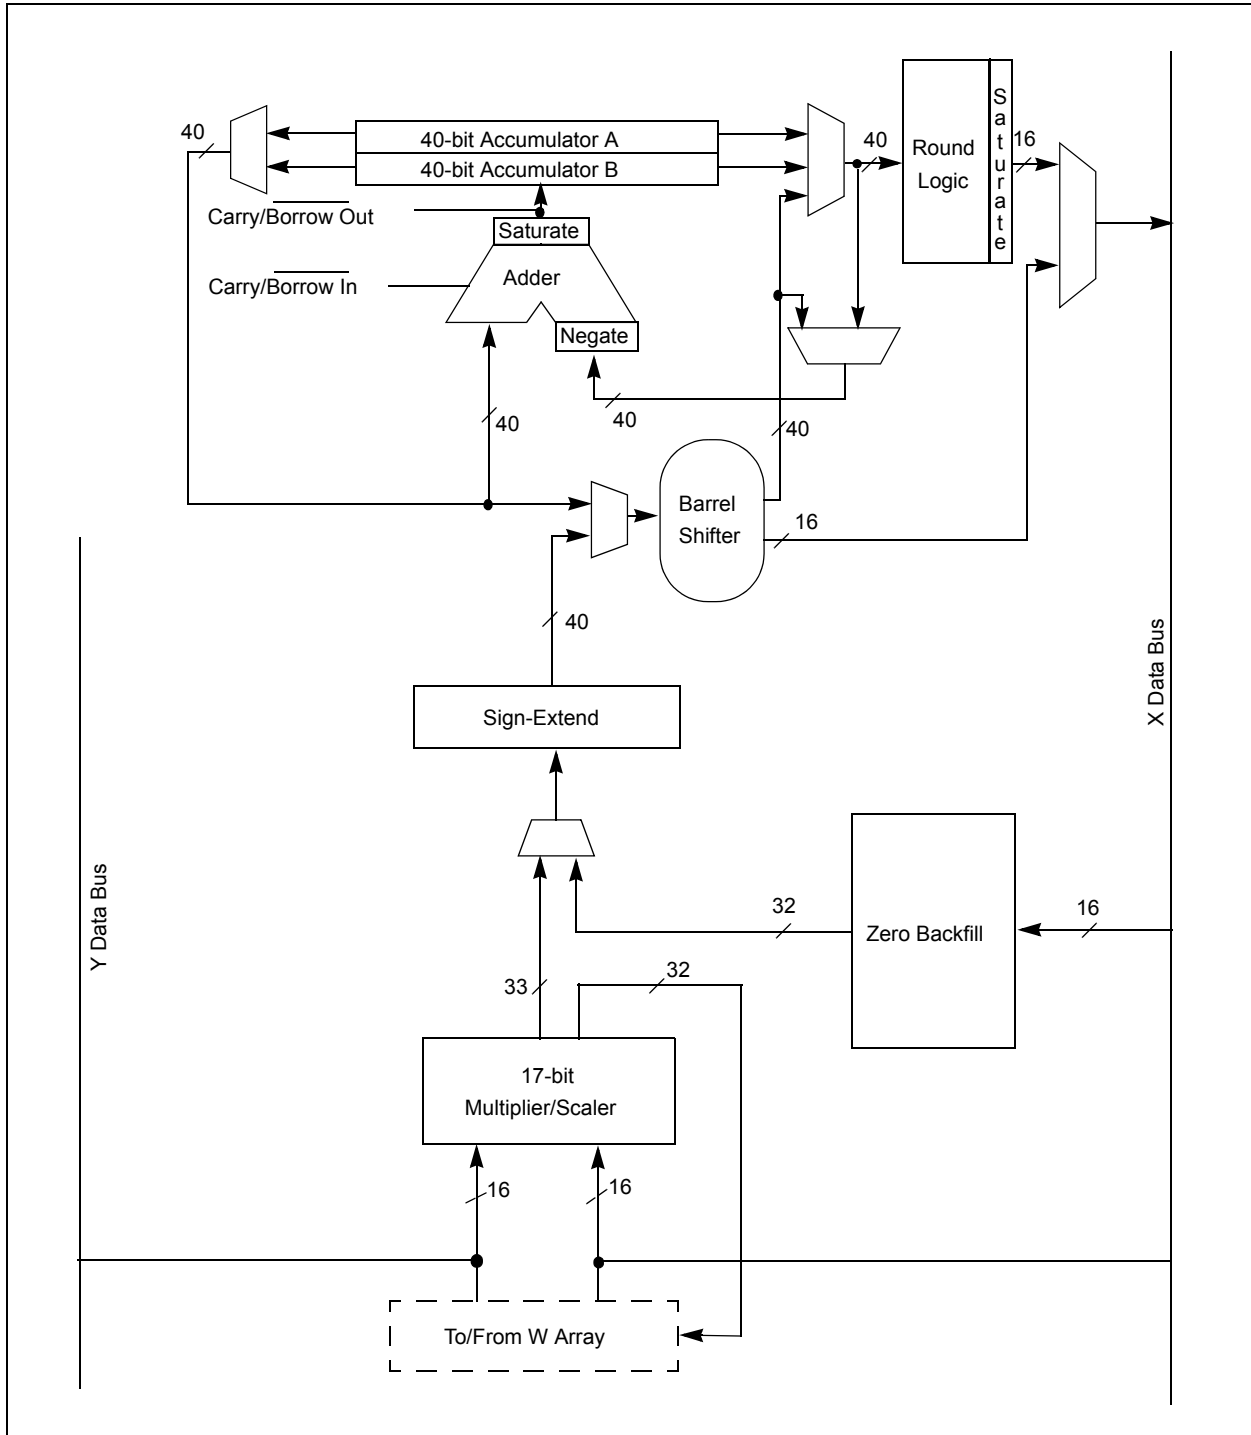 40
40-bit Accumulator A
40-bit Accumulator B
40
Round
Logic
Saturate
16
Carry/Borrow Out
Saturate
Carry/Borrow In
Adder
Negate
40
40
40
Barrel
Shifter
16
40
Sign-Extend
X Data Bus
Y Data Bus
32
Zero Backfill
16
33
32
17-bit
Multiplier/Scaler
16
16
To/From W Array